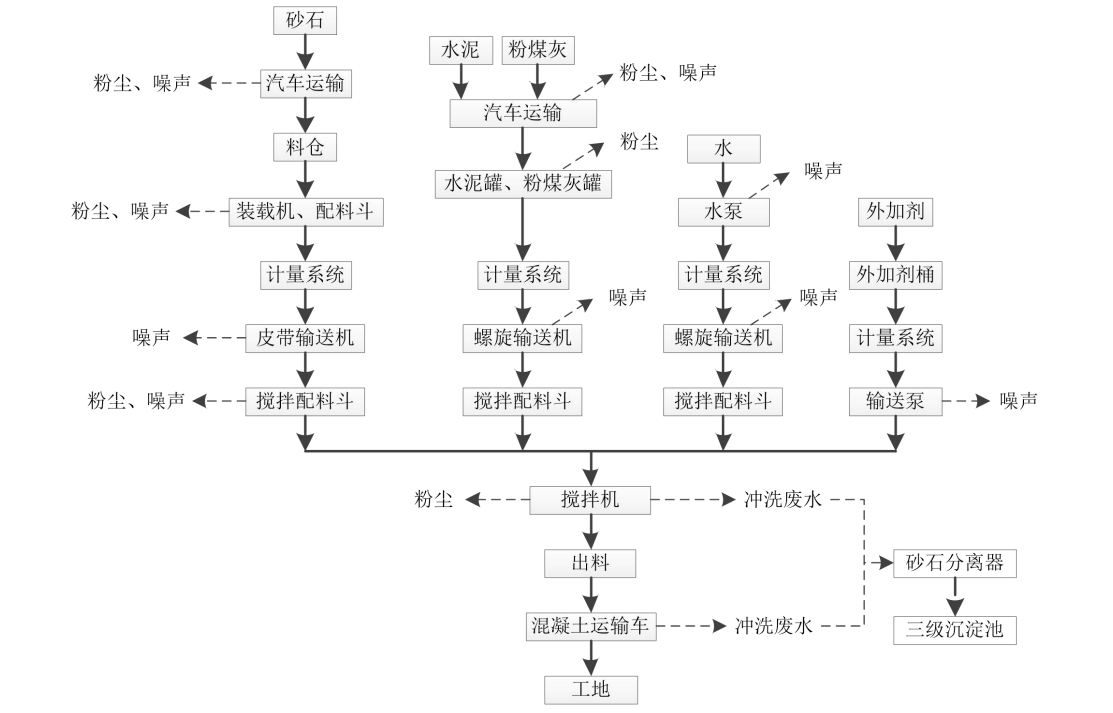 砂石
水泥
粉煤灰
粉尘、噪声
汽车运输
粉尘、噪声
汽车运输
料仓
粉尘
水
水泥罐、粉煤灰罐
噪声
粉尘、噪声
装载机、配料斗
水泵
外加剂
计量系统
计量系统
计量系统
外加剂桶
噪声
噪声
噪声
皮带输送机
螺旋输送机
螺旋输送机
计量系统
粉尘、噪声
搅拌配料斗
搅拌配料斗
搅拌配料斗
输送泵
噪声
粉尘
搅拌机
冲洗废水
出料
砂石分离器
混凝土运输车
冲洗废水
三级沉淀池
工地